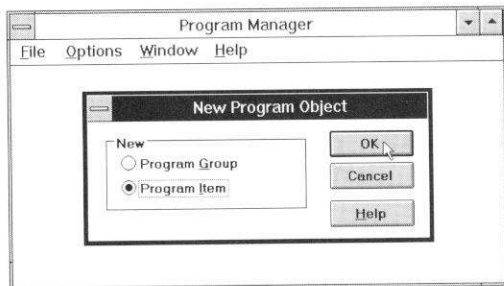 Program Manager
File Options Window Help
New Program Object
New
Program Group
Program Item
OK
Cancel
Help